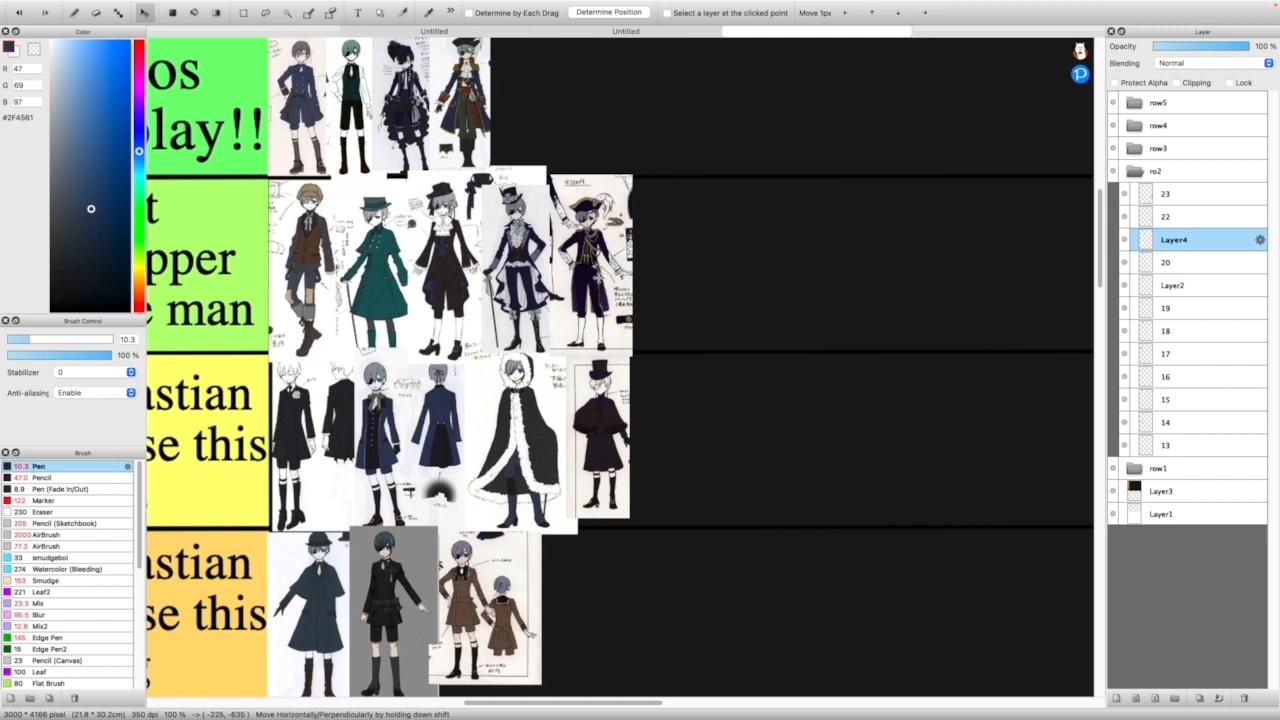 Determine by Each Drag
Determine Position
Select a layer at the clicked point
Move 1px
Color
Untitled
Untitled
Layer
R 47
G 69
B 97
#2F4561
Brush Control
10.3
100 %
Stabilizer 0
Anti-aliasing Enable
Brush
10.3 Pen
47.0 Pencil
8.9 Pen (Fade In/Out)
122 Marker
230 Eraser
205 Pencil (Sketchbook)
2000 AirBrush
77.3 AirBrush
33 smudgeboi
274 Watercolor (Bleeding)
153 Smudge
221 Leaf2
23.3 Mix
95.5 Blur
12.8 Mix2
145 Edge Pen
15 Edge Pen2
23 Pencil (Canvas)
100 Leaf
80 Flat Brush
os
play!!
t
pper
e man
astian
se this
astian
se this
Opacity 100 %
Blending Normal
Protect Alpha Clipping Lock
row5
row4
row3
ro2
23
22
Layer4
20
Layer2
19
18
17
16
15
14
13
row1
Layer3
Layer1
3000 * 4166 pixel (21.8 * 30.2cm) 350 dpi 100 % -> ( -225, -635 ) Move Horizontally/Perpendicularly by holding down shift